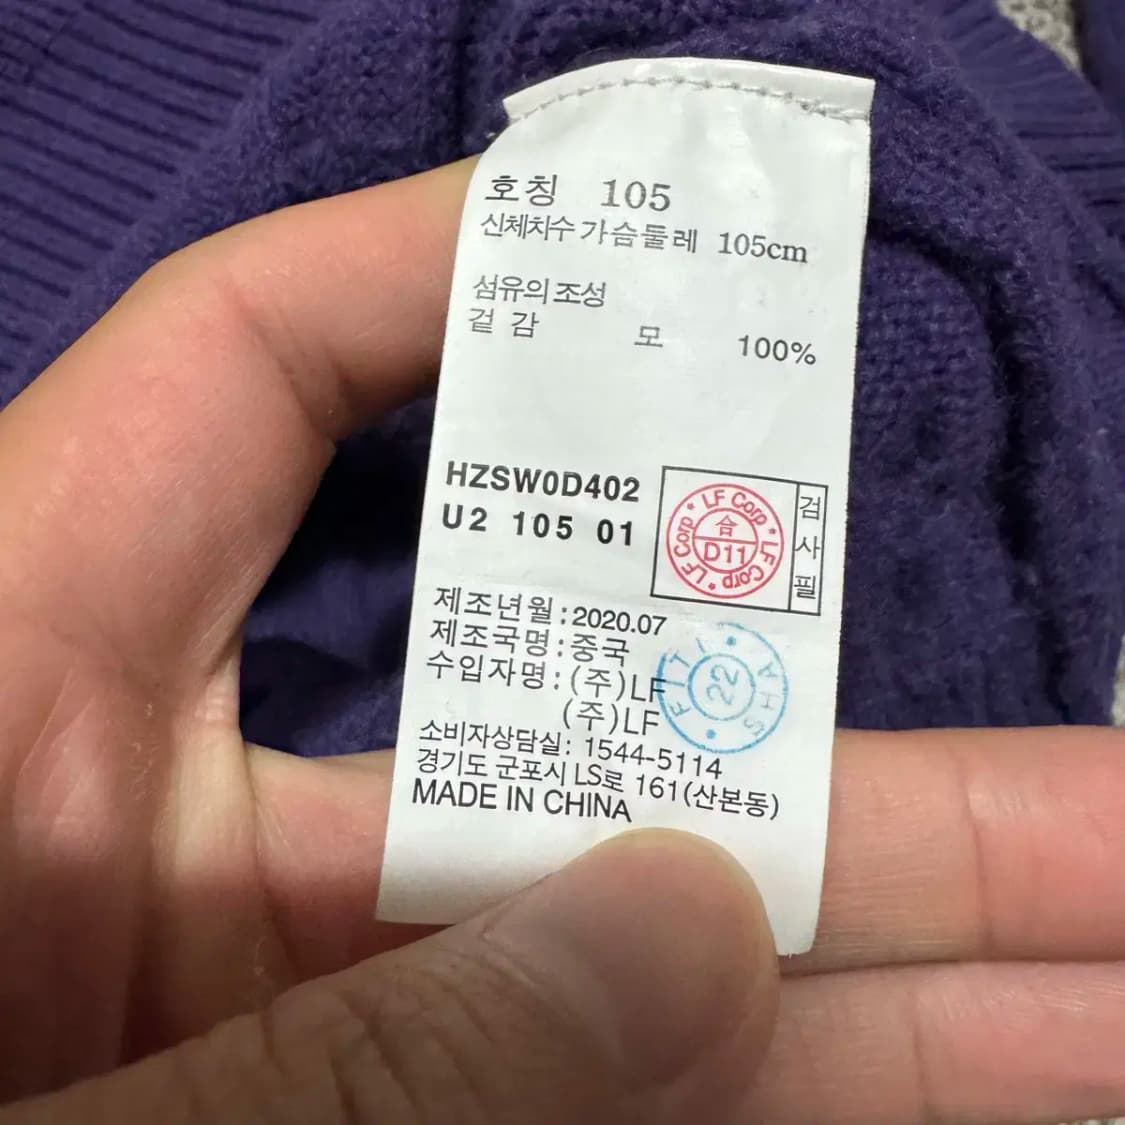 호칭 105
신체치수 가슴둘레 105cm
섬유의 조성
겉감 모 100%
HZSW0D402
U2 105 01
LF Corp · LF Corp · LF Corp ·
合
D11
검사필
제조년월:2020.07
제조국명:중국
수입자명:(주)LF
(주)LF
FITI · SHA ·
22
소비자상담실: 1544-5114
경기도 군포시 LS로 161(산본동)
MADE IN CHINA